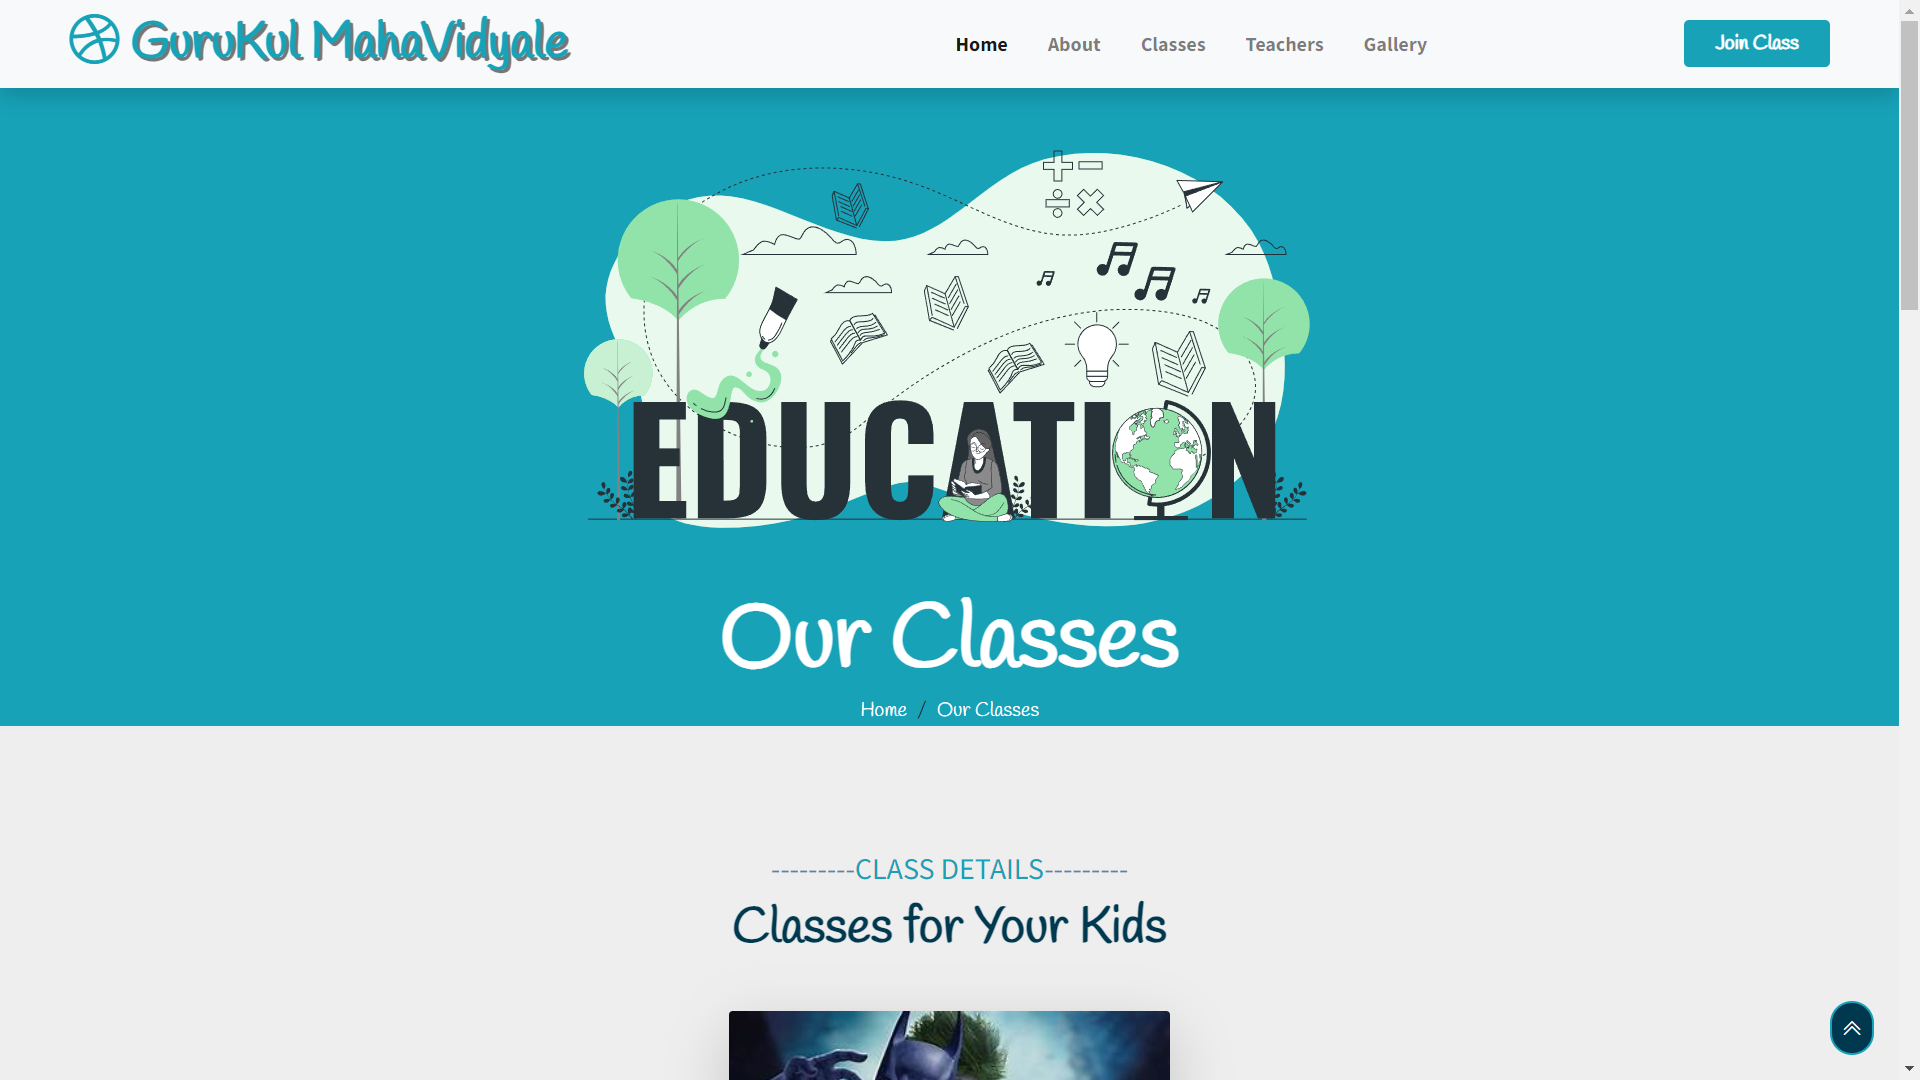 GuruKul MahaVidyale
Home
About
Classes
Teachers
Gallery
Join Class
EDUCATION
Our Classes
Home / Our Classes
---------CLASS DETAILS---------
Classes for Your Kids